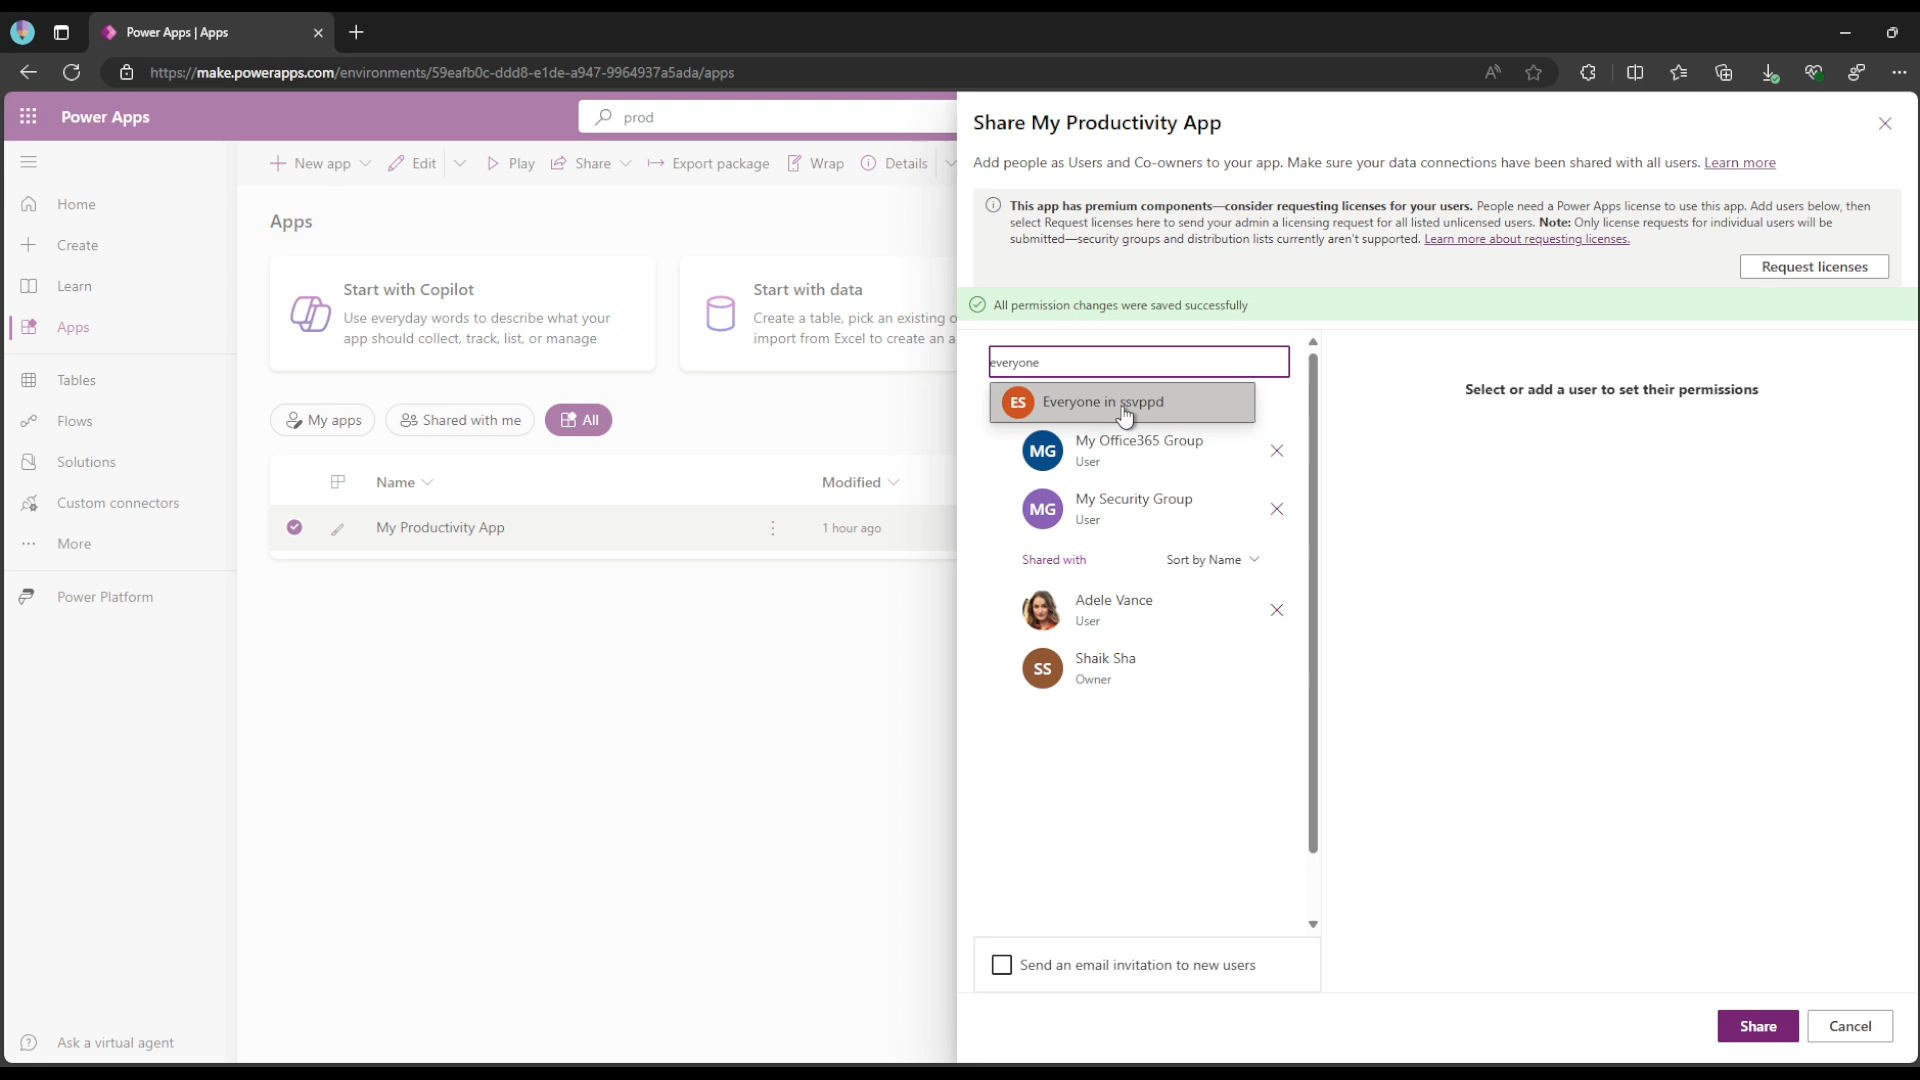 Power Apps | Apps
https://make.powerapps.com/environments/59eafb0c-ddd8-e1de-a947-9964937a5ada/apps
Power Apps
prod
New app
Edit
Play
Share
Export package
Wrap
Details
Home
Create
Learn
Apps
Tables
Flows
Solutions
Custom connectors
More
Power Platform
Ask a virtual agent
Apps
Start with Copilot
Use everyday words to describe what your
app should collect, track, list, or manage
Start with data
Create a table, pick an existing o
import from Excel to create an a
My apps
Shared with me
All
Name
Modified
My Productivity App
1 hour ago
Share My Productivity App
Add people as Users and Co-owners to your app. Make sure your data connections have been shared with all users. Learn more
This app has premium components—consider requesting licenses for your users. People need a Power Apps license to use this app. Add users below, then
select Request licenses here to send your admin a licensing request for all listed unlicensed users. Note: Only license requests for individual users will be
submitted—security groups and distribution lists currently aren't supported. Learn more about requesting licenses.
Request licenses
All permission changes were saved successfully
everyone
ES Everyone in ssvppd
MG My Office365 Group
User
MG My Security Group
User
Shared with
Sort by Name
Adele Vance
User
SS Shaik Sha
Owner
Select or add a user to set their permissions
Send an email invitation to new users
Share
Cancel